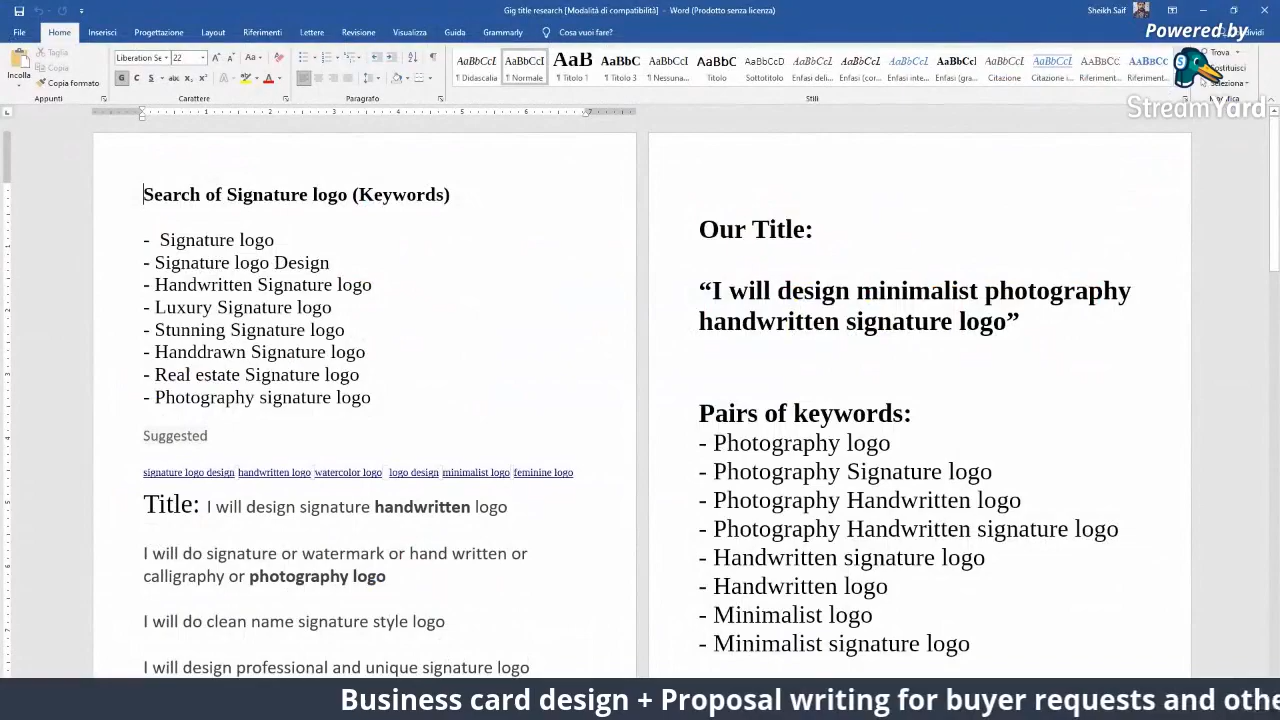 Gig title research [Modalità di compatibilità] - Word (Prodotto senza licenza)
Sheikh Saif
File Home Inserisci Progettazione Layout Riferimenti Lettere Revisione Visualizza Guida Grammarly Cosa vuoi fare?
Powered by
StreamYard
Incolla
Taglia
Copia
Copia formato
Appunti
Liberation Se 22
Carattere
Paragrafo
AaBbCcI AaBbCcI AaB AaBbC AaBbCcI AaBbC AaBbCcD
¶ Didascalia ¶ Normale ¶ Titolo 1 ¶ Titolo 3 ¶ Nessuna... Titolo Sottotitolo Enfasi deli... Enfasi (cor... Enfasi inte... Enfasi (gra... Citazione Citazione i... Riferiment... Riferiment...
Stili
Trova
Sostituisci
Seleziona
Search of Signature logo (Keywords)
- Signature logo
- Signature logo Design
- Handwritten Signature logo
- Luxury Signature logo
- Stunning Signature logo
- Handdrawn Signature logo
- Real estate Signature logo
- Photography signature logo
Suggested
signature logo design handwritten logo watercolor logo logo design minimalist logo feminine logo
Title: I will design signature handwritten logo
I will do signature or watermark or hand written or
calligraphy or photography logo
I will do clean name signature style logo
I will design professional and unique signature logo
Our Title:
“I will design minimalist photography
handwritten signature logo”
Pairs of keywords:
- Photography logo
- Photography Signature logo
- Photography Handwritten logo
- Photography Handwritten signature logo
- Handwritten signature logo
- Handwritten logo
- Minimalist logo
- Minimalist signature logo
Business card design + Proposal writing for buyer requests and othe